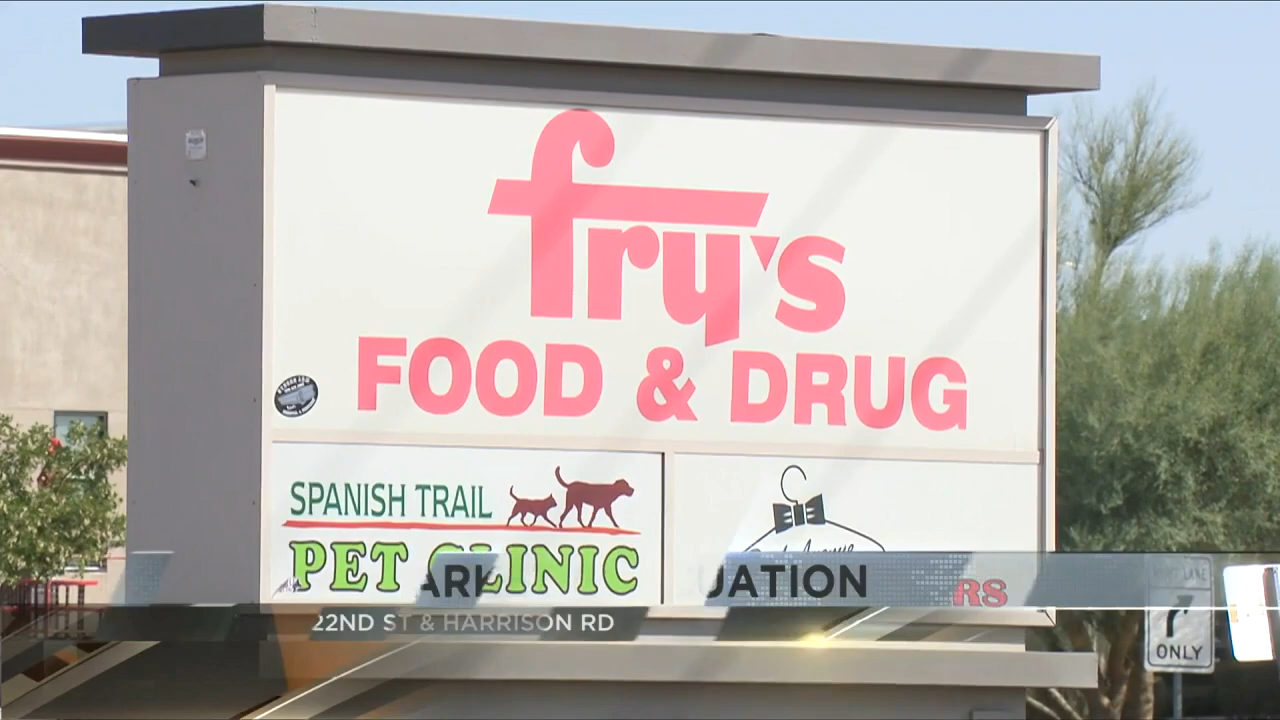 fry's
FOOD & DRUG
SPANISH TRAIL
PET CLINIC
UATION
22ND ST & HARRISON RD
ONLY